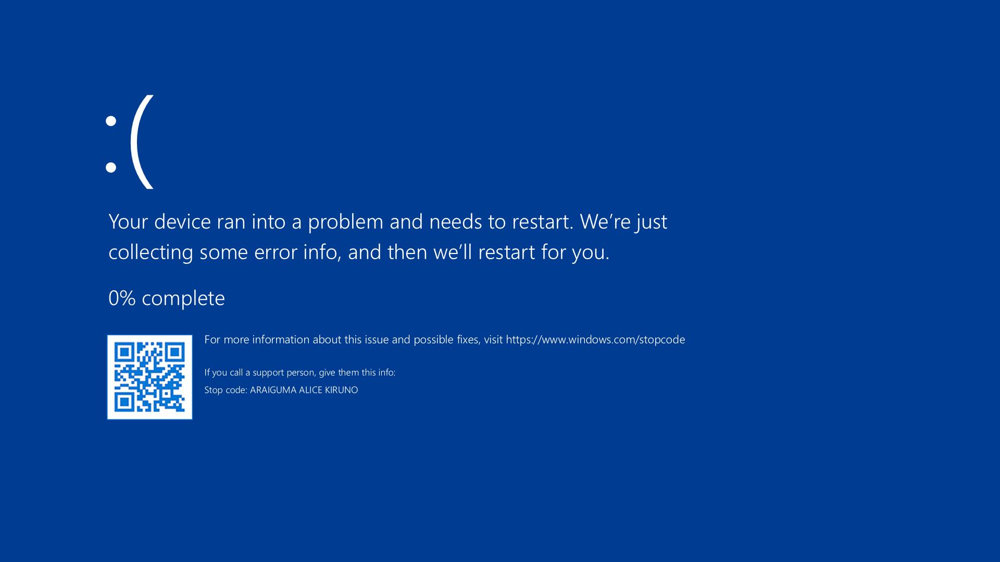 :(
Your device ran into a problem and needs to restart. We’re just
collecting some error info, and then we’ll restart for you.
0% complete
For more information about this issue and possible fixes, visit https://www.windows.com/stopcode
If you call a support person, give them this info:
Stop code: ARAIGUMA ALICE KIRUNO